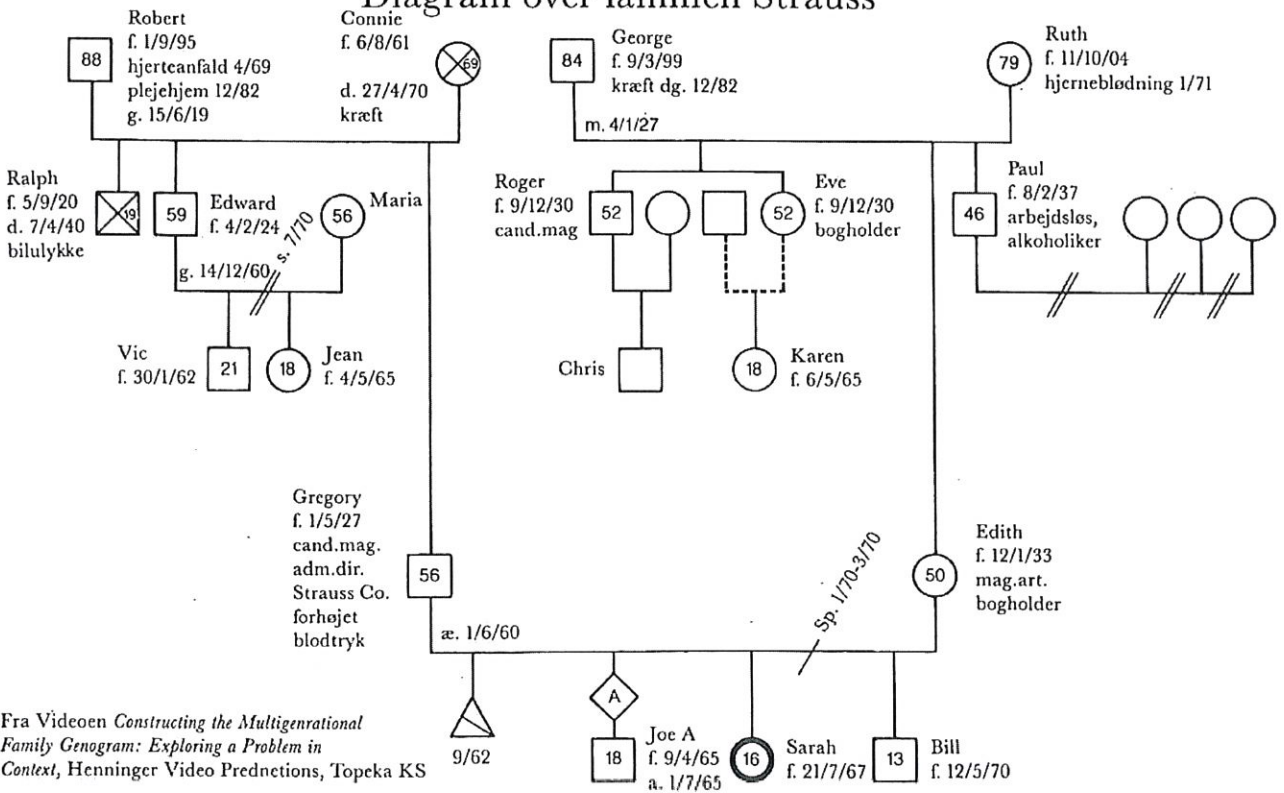 Diagram over familien Strauss
Robert
f. 1/9/95
hjerteanfald 4/69
plejehjem 12/82
g. 15/6/19
88
Connie
f. 6/8/61
d. 27/4/70
kræft
69
George
f. 9/3/99
kræft dg. 12/82
84
m. 4/1/27
Ruth
f. 11/10/04
hjerneblødning 1/71
79
Ralph
f. 5/9/20
d. 7/4/40
bilulykke
19
59
Edward
f. 4/2/24
56
Maria
g. 14/12/60
s. 7/70
Roger
f. 9/12/30
cand.mag
52
52
Eve
f. 9/12/30
bogholder
46
Paul
f. 8/2/37
arbejdsløs,
alkoholiker
Vic
f. 30/1/62
21
18
Jean
f. 4/5/65
Chris
18
Karen
f. 6/5/65
Gregory
f. 1/5/27
cand.mag.
adm.dir.
Strauss Co.
forhøjet
blodtryk
56
æ. 1/6/60
Sp. 1/70-3/70
50
Edith
f. 12/1/33
mag.art.
bogholder
9/62
A
18
Joe A
f. 9/4/65
a. 1/7/65
16
Sarah
f. 21/7/67
13
Bill
f. 12/5/70
Fra Videoen Constructing the Multigenrational
Family Genogram: Exploring a Problem in
Context, Henninger Video Prednetions, Topeka KS